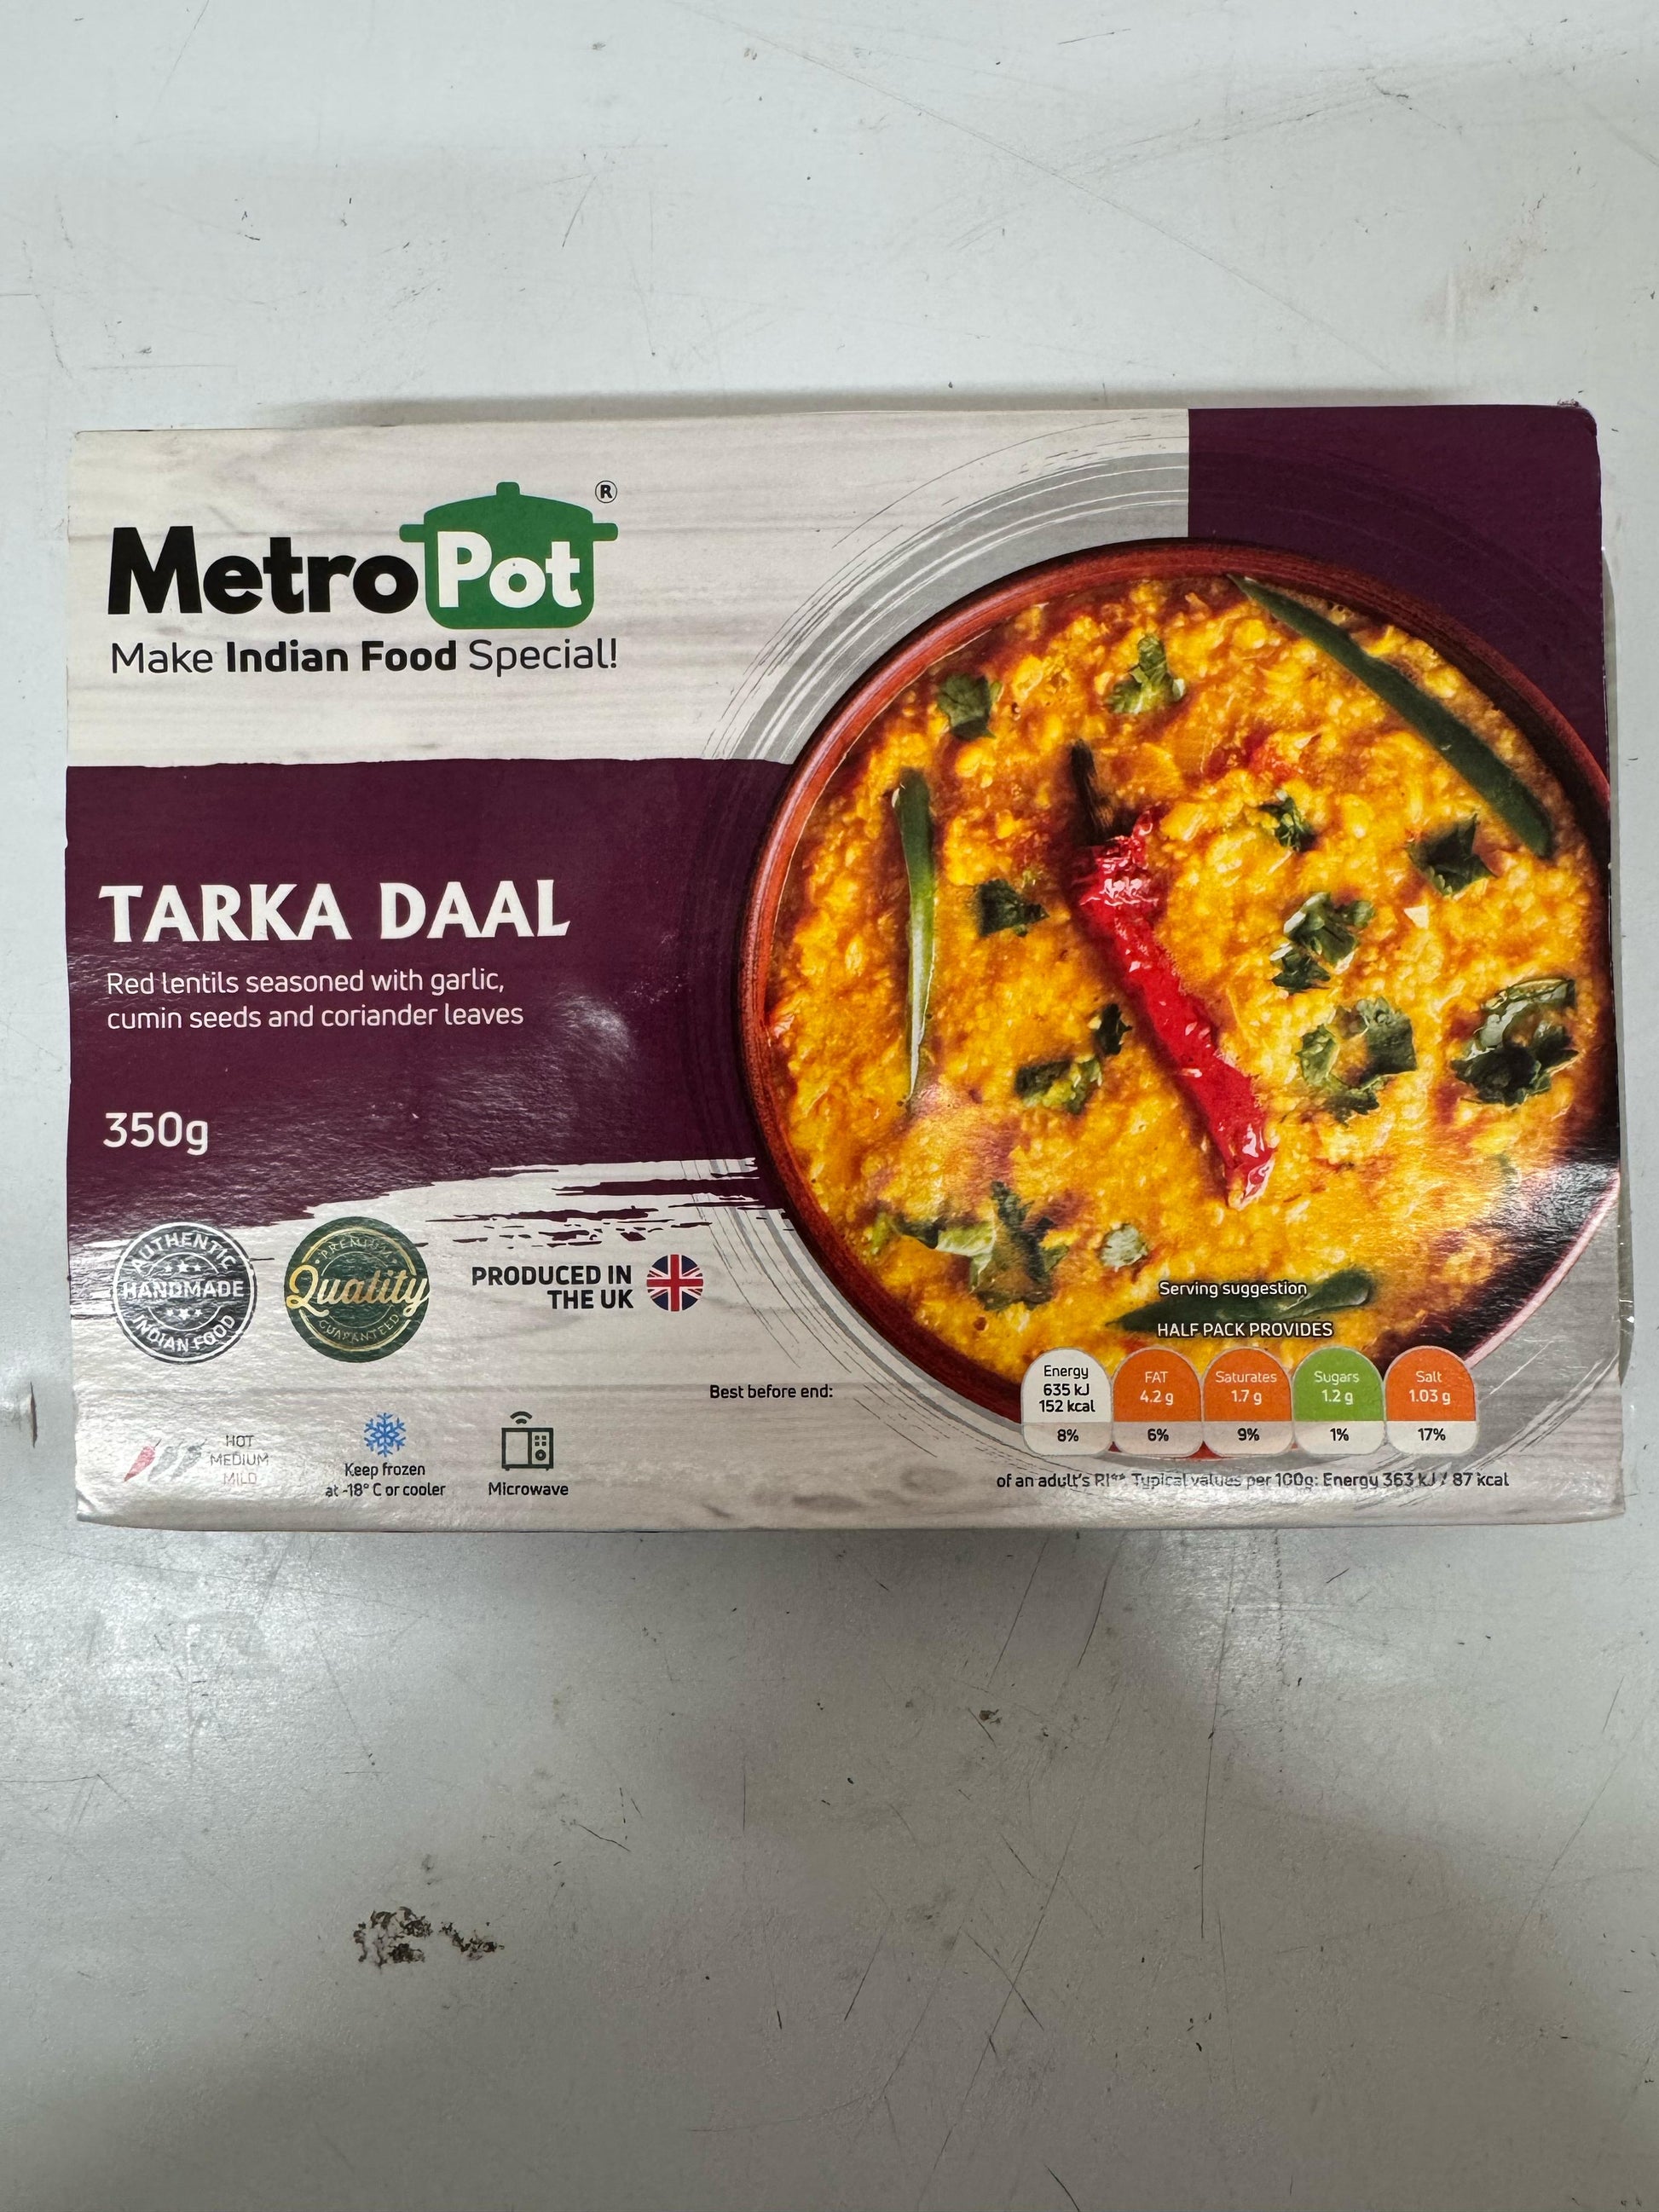 MetroPot®
Make Indian Food Special!
TARKA DAAL
Red lentils seasoned with garlic,
cumin seeds and coriander leaves
350g
AUTHENTIC
HANDMADE
INDIAN FOOD
PREMIUM
Quality
GUARANTEED
PRODUCED IN
THE UK
Best before end:
HOT
MEDIUM
MILD
Keep frozen
at -18° C or cooler
Microwave
Serving suggestion
HALF PACK PROVIDES
Energy
635 kJ
152 kcal
8%
FAT
4.2 g
6%
Saturates
1.7 g
9%
Sugars
1.2 g
1%
Salt
1.03 g
17%
of an adult's RI** Typical values per 100g: Energy 363 kJ / 87 kcal